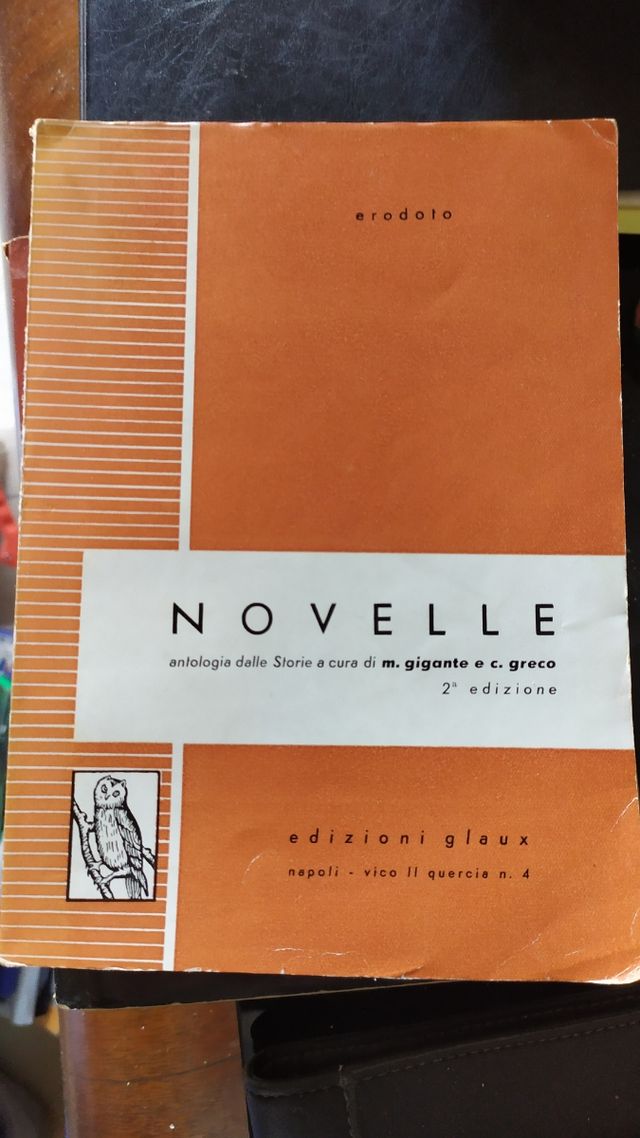 erodoto
NOVELLE
antologia dalle Storie a cura di m. gigante e c. greco
2ª edizione
edizioni glaux
napoli - vico II quercia n. 4